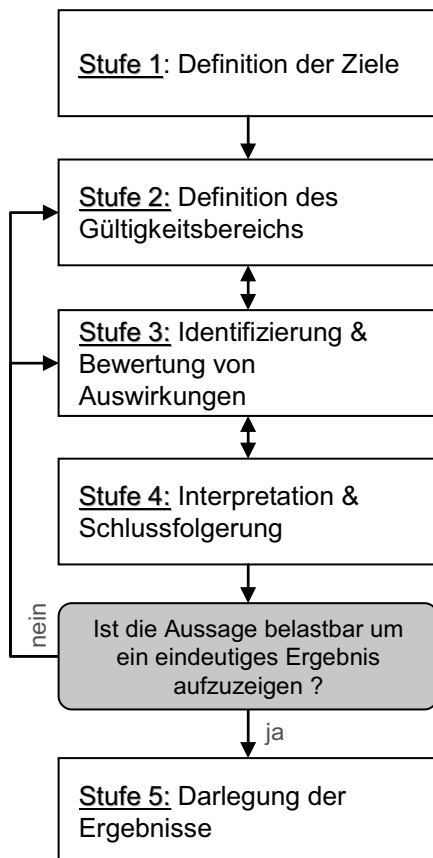 Stufe 1: Definition der Ziele
Stufe 2: Definition des
Gültigkeitsbereichs
Stufe 3: Identifizierung &
Bewertung von
Auswirkungen
Stufe 4: Interpretation &
Schlussfolgerung
nein
Ist die Aussage belastbar um
ein eindeutiges Ergebnis
aufzuzeigen ?
ja
Stufe 5: Darlegung der
Ergebnisse